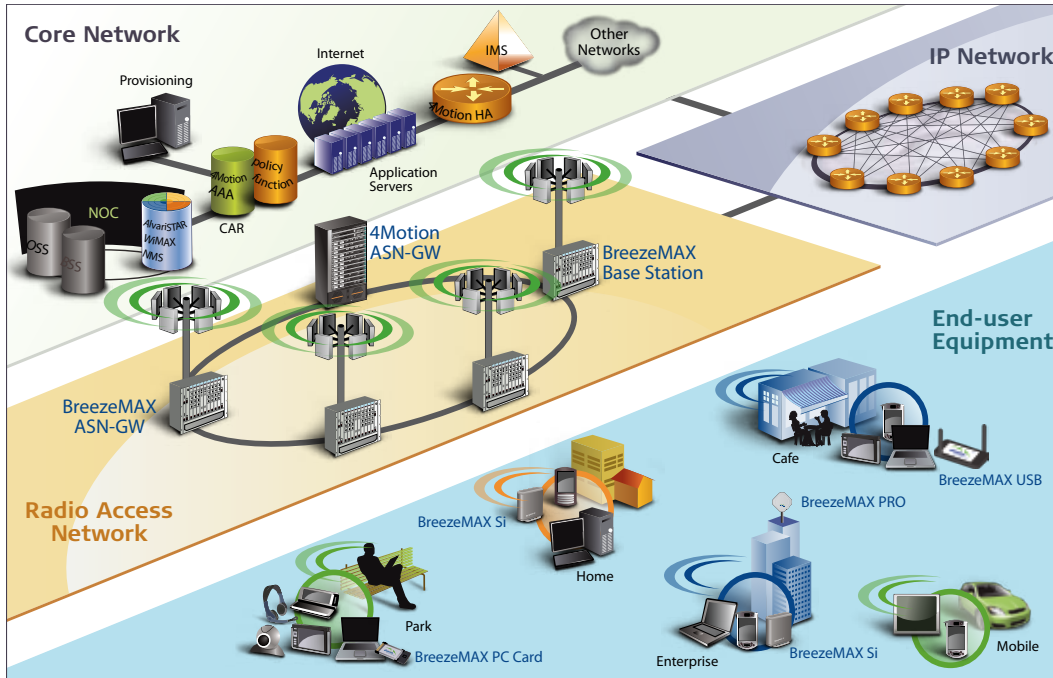 Core Network
Provisioning
Internet
IMS
Other
Networks
IP Network
4Motion HA
4Motion
AAA
policy
function
Application
Servers
CAR
NOC
OSS
AlvariSTAR
WiMAX
NMS
4Motion
ASN-GW
BreezeMAX
Base Station
BreezeMAX
ASN-GW
Radio Access
Network
End-user
Equipment
Cafe
BreezeMAX USB
BreezeMAX PRO
BreezeMAX Si
Home
Park
BreezeMAX PC Card
Enterprise
BreezeMAX Si
Mobile